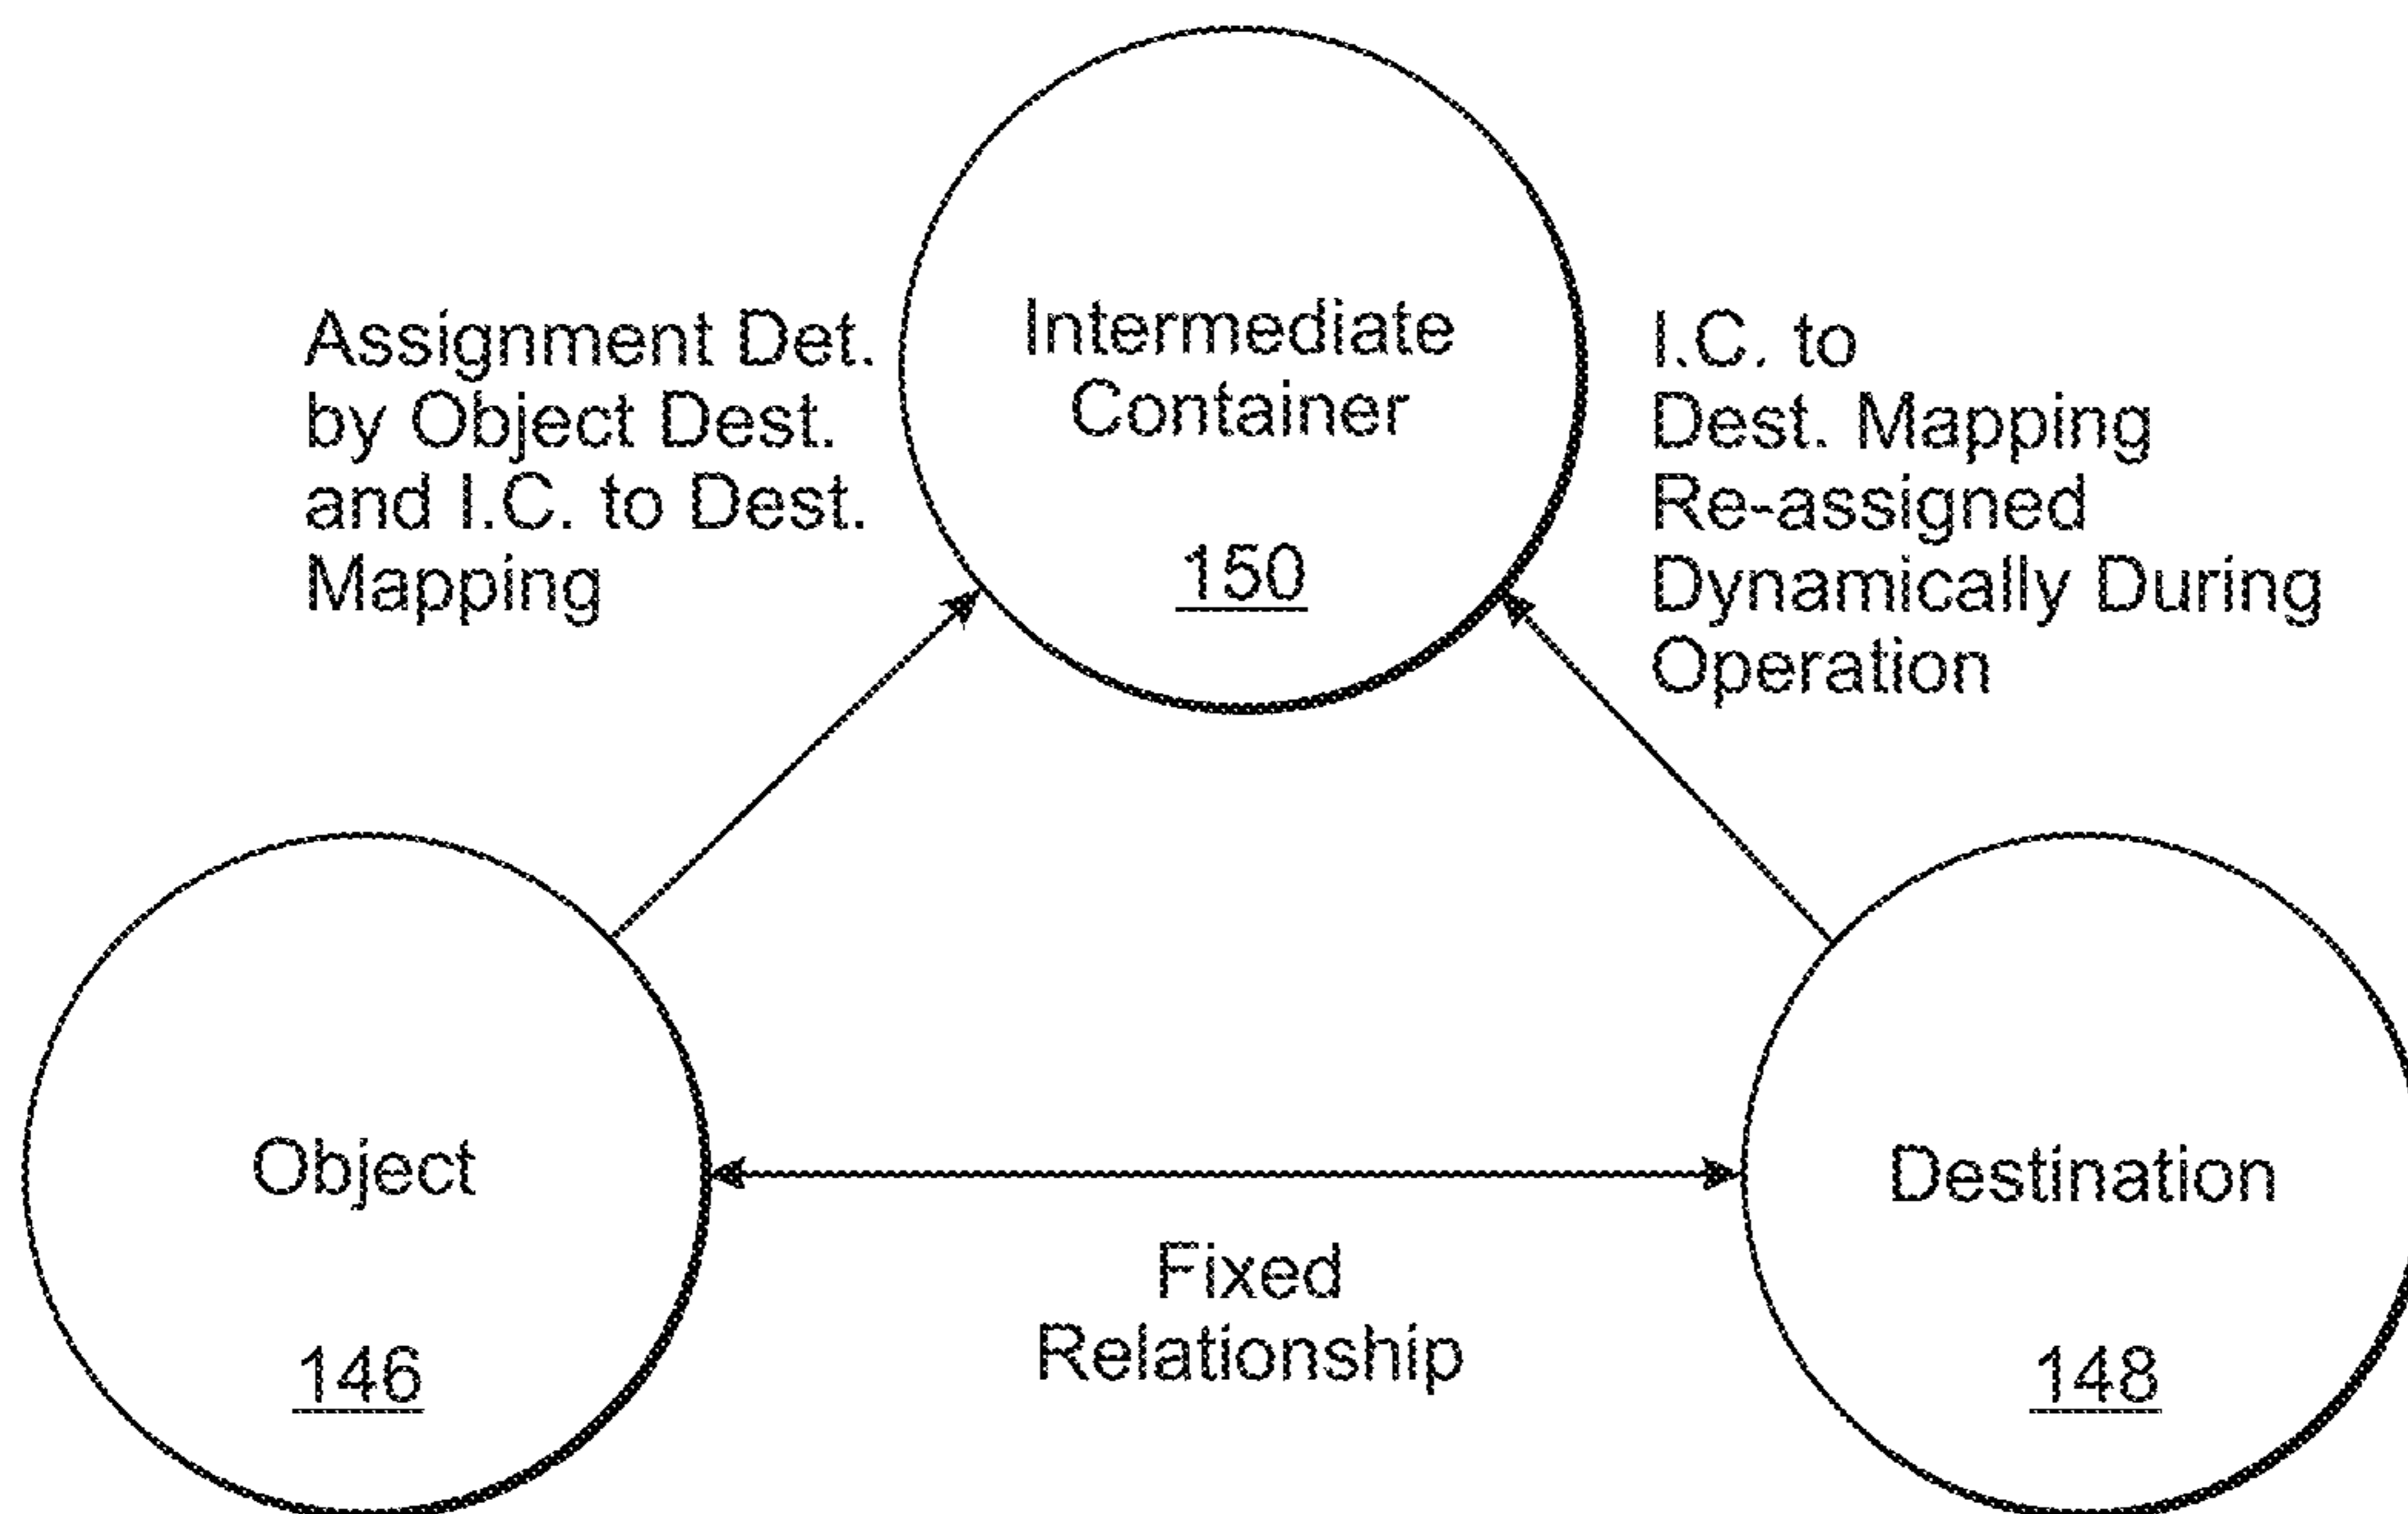 Assignment Det.
by Object Dest.
and I.C. to Dest.
Mapping
Intermediate
Container
150
I.C. to
Dest. Mapping
Re-assigned
Dynamically During
Operation
Object
146
Fixed
Relationship
Destination
148